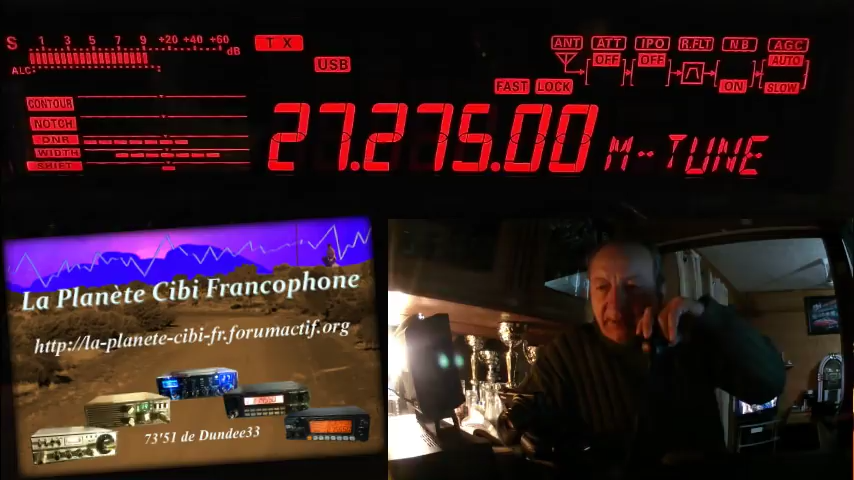 S 1 3 5 7 9 +20 +40 +60 dB
ALC
TX
USB
ANT ATT IPO R.FLT NB AGC
OFF OFF AUTO
ON SLOW
FAST LOCK
CONTOUR
NOTCH
DNR
WIDTH
SHIFT
27.275.00 M-TUNE
La Planète Cibi Francophone
http://la-planete-cibi-fr.forumactif.org
73'51 de Dundee33